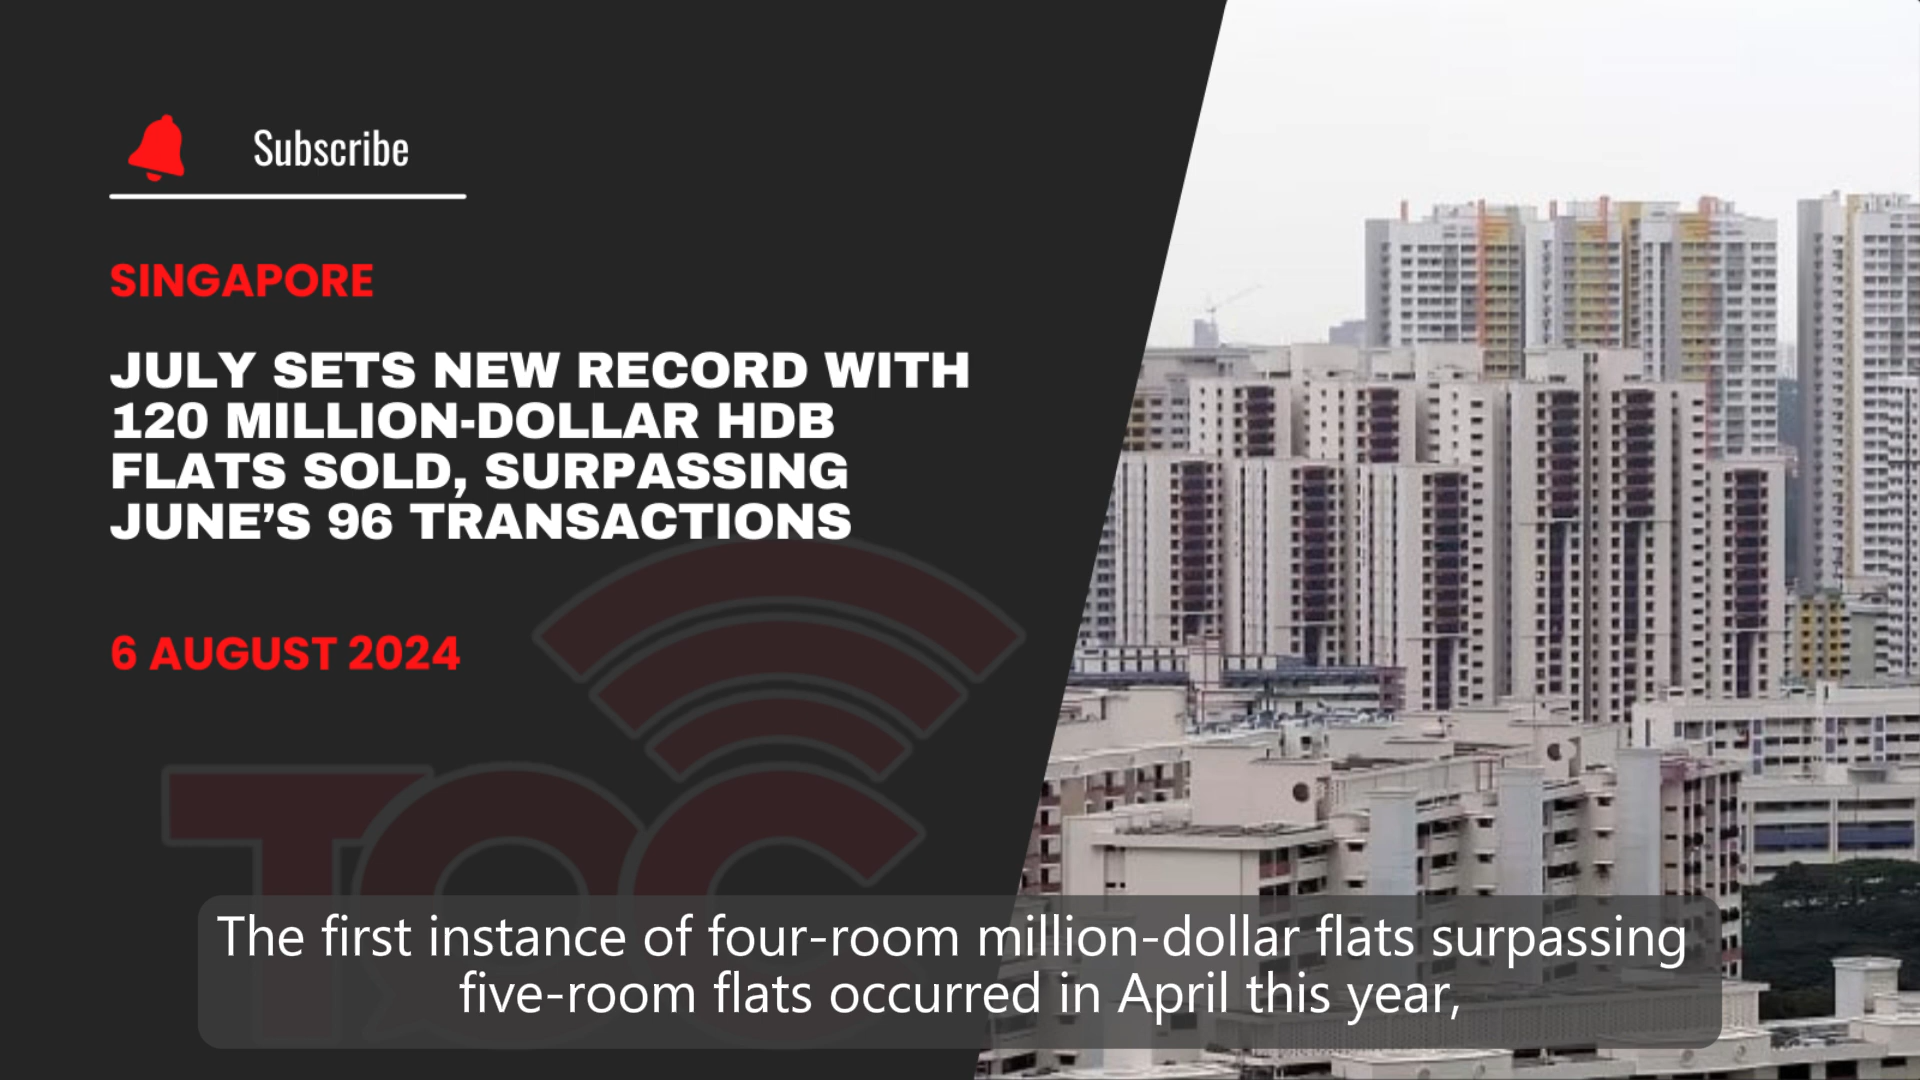 Subscribe
SINGAPORE
JULY SETS NEW RECORD WITH
120 MILLION-DOLLAR HDB
FLATS SOLD, SURPASSING
JUNE’S 96 TRANSACTIONS
6 AUGUST 2024
TOC
The first instance of four-room million-dollar flats surpassing
five-room flats occurred in April this year,